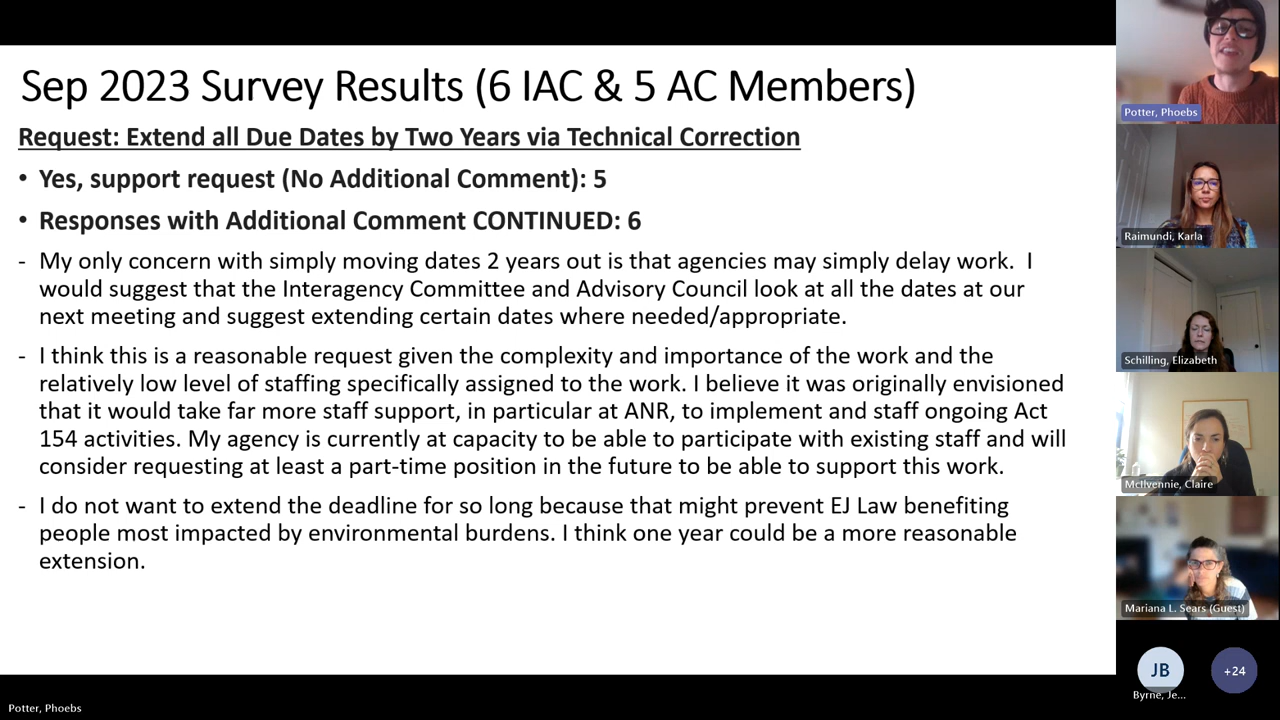 Sep 2023 Survey Results (6 IAC & 5 AC Members)
Request: Extend all Due Dates by Two Years via Technical Correction
• Yes, support request (No Additional Comment): 5
• Responses with Additional Comment CONTINUED: 6
- My only concern with simply moving dates 2 years out is that agencies may simply delay work. I
would suggest that the Interagency Committee and Advisory Council look at all the dates at our
next meeting and suggest extending certain dates where needed/appropriate.
- I think this is a reasonable request given the complexity and importance of the work and the
relatively low level of staffing specifically assigned to the work. I believe it was originally envisioned
that it would take far more staff support, in particular at ANR, to implement and staff ongoing Act
154 activities. My agency is currently at capacity to be able to participate with existing staff and will
consider requesting at least a part-time position in the future to be able to support this work.
- I do not want to extend the deadline for so long because that might prevent EJ Law benefiting
people most impacted by environmental burdens. I think one year could be a more reasonable
extension.
Potter, Phoebs
Raimundi, Karla
Schilling, Elizabeth
McIlvennie, Claire
Mariana L. Sears (Guest)
JB
+24
Byrne, Je...
Potter, Phoebs